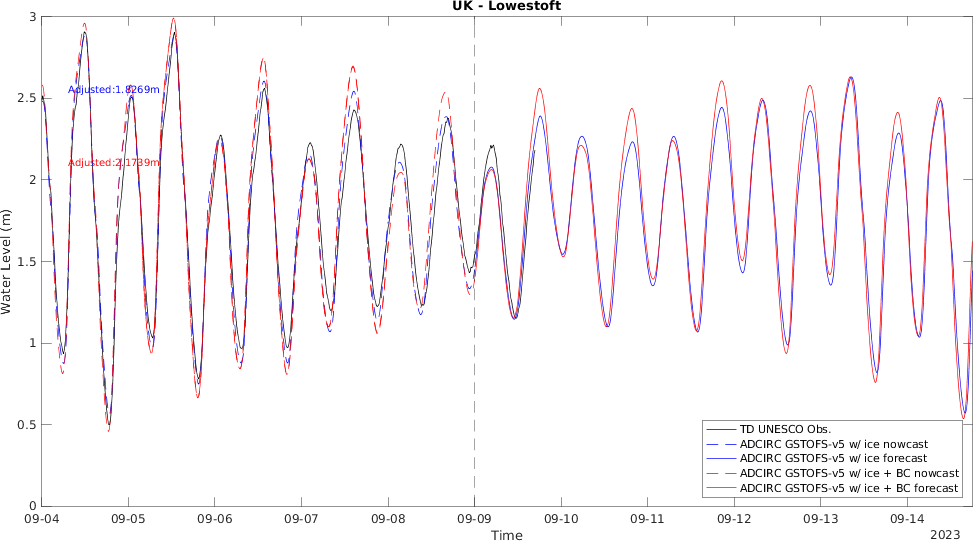 UK - Lowestoft
3
2.5
2
1.5
1
0.5
0
Water Level (m)
Adjusted:1.8269m
Adjusted:2.1739m
TD UNESCO Obs.
ADCIRC GSTOFS-v5 w/ ice nowcast
ADCIRC GSTOFS-v5 w/ ice forecast
ADCIRC GSTOFS-v5 w/ ice + BC nowcast
ADCIRC GSTOFS-v5 w/ ice + BC forecast
09-04 09-05 09-06 09-07 09-08 09-09 09-10 09-11 09-12 09-13 09-14
Time
2023